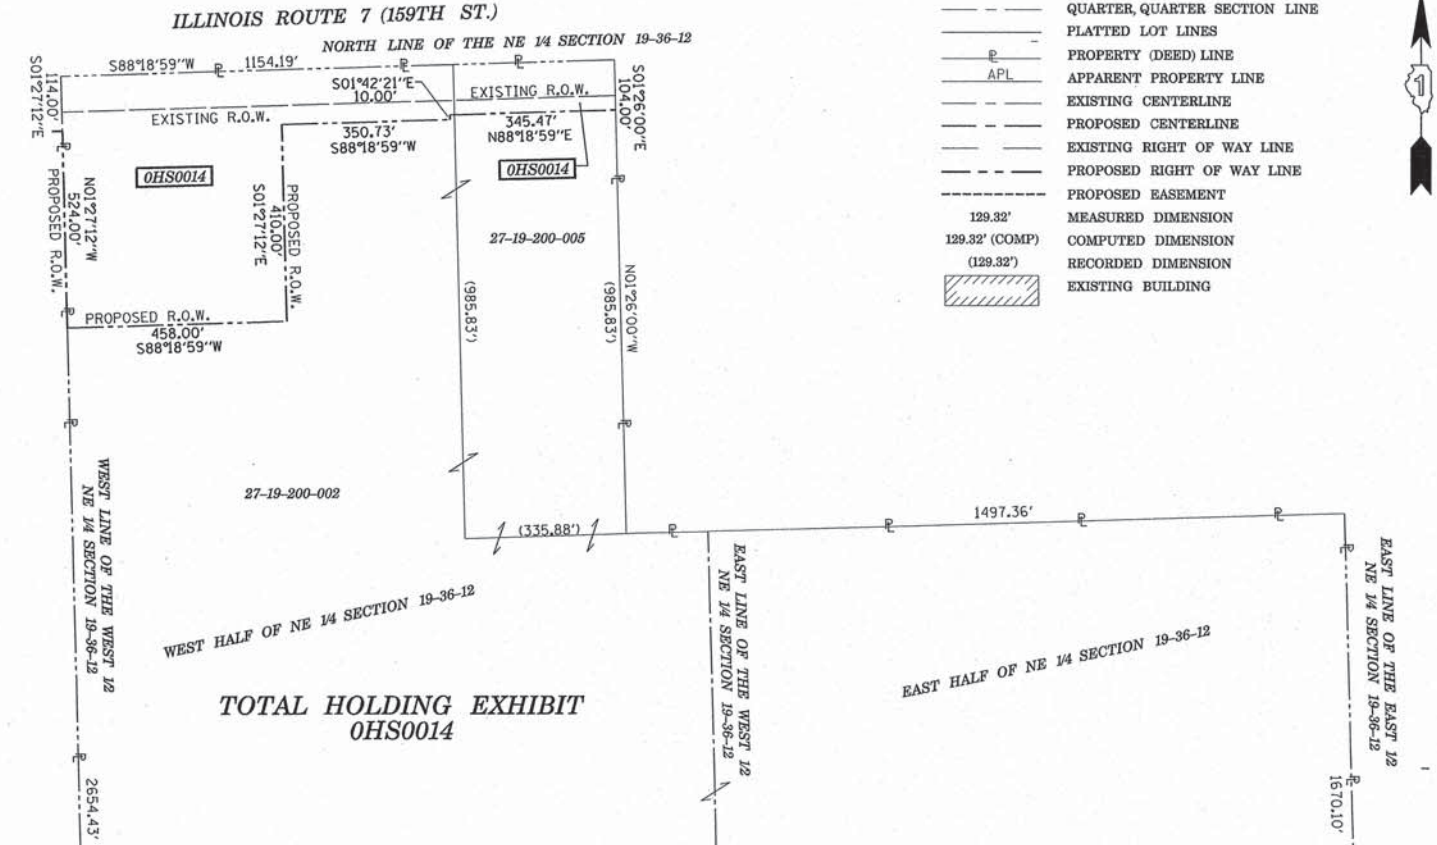 ILLINOIS ROUTE 7 (159TH ST.)
NORTH LINE OF THE NE 1/4 SECTION 19-36-12
S88°18'59"W 1154.19'
S01°27'12"E
114.00'
S01°42'21"E
10.00'
EXISTING R.O.W.
EXISTING R.O.W.
S01°26'00"E
104.00'
350.73'
S88°18'59"W
345.47'
N88°18'59"E
0HS0014
0HS0014
PROPOSED R.O.W.
N01°27'12"W
524.00'
PROPOSED R.O.W.
410.00'
S01°27'12"E
27-19-200-005
(985.83')
(985.83')
N01°26'00"W
PROPOSED R.O.W.
458.00'
S88°18'59"W
27-19-200-002
WEST LINE OF THE WEST 1/2
NE 1/4 SECTION 19-36-12
(335.88')
1497.36'
WEST HALF OF NE 1/4 SECTION 19-36-12
EAST LINE OF THE WEST 1/2
NE 1/4 SECTION 19-36-12
EAST HALF OF NE 1/4 SECTION 19-36-12
EAST LINE OF THE EAST 1/2
NE 1/4 SECTION 19-36-12
TOTAL HOLDING EXHIBIT
0HS0014
2654.43'
1670.10'
QUARTER, QUARTER SECTION LINE
PLATTED LOT LINES
PL PROPERTY (DEED) LINE
APL APPARENT PROPERTY LINE
EXISTING CENTERLINE
PROPOSED CENTERLINE
EXISTING RIGHT OF WAY LINE
PROPOSED RIGHT OF WAY LINE
PROPOSED EASEMENT
129.32' MEASURED DIMENSION
129.32' (COMP) COMPUTED DIMENSION
(129.32') RECORDED DIMENSION
EXISTING BUILDING
1